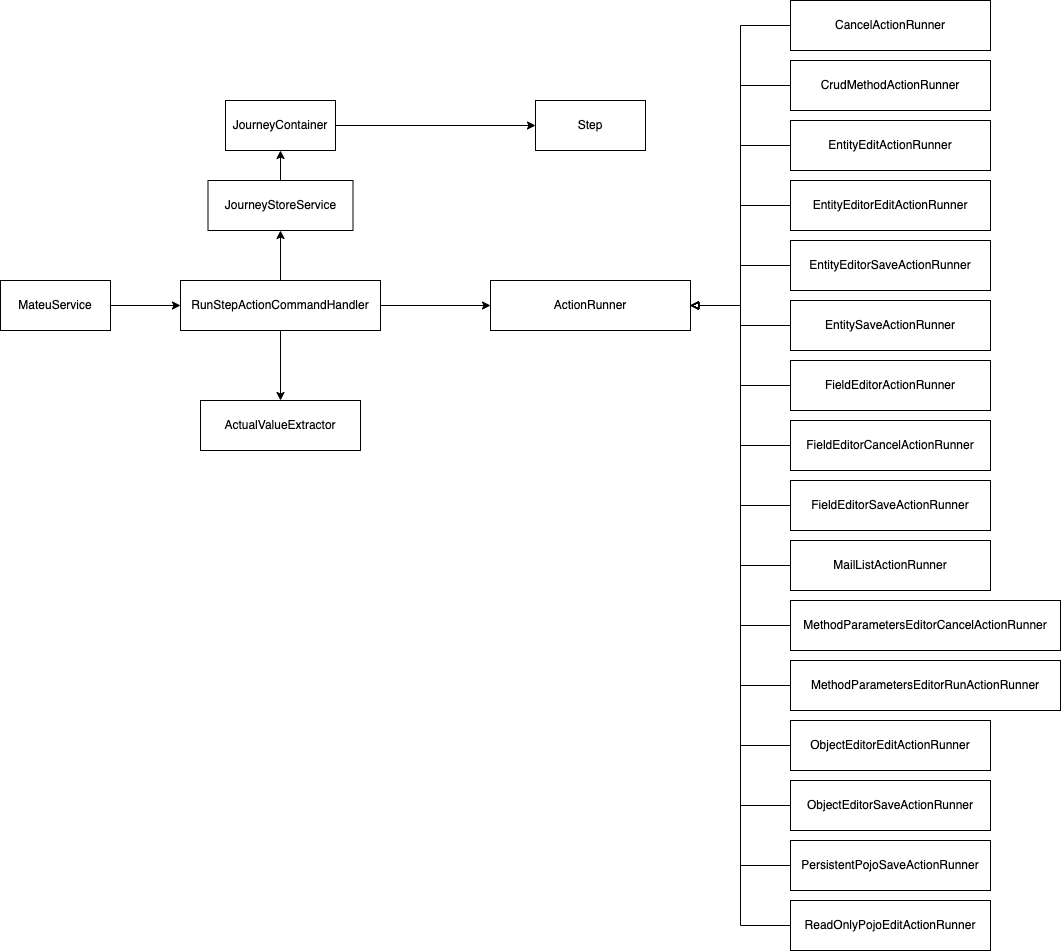 CancelActionRunner
CrudMethodActionRunner
JourneyContainer
Step
EntityEditActionRunner
JourneyStoreService
EntityEditorEditActionRunner
EntityEditorSaveActionRunner
MateuService
RunStepActionCommandHandler
ActionRunner
EntitySaveActionRunner
FieldEditorActionRunner
ActualValueExtractor
FieldEditorCancelActionRunner
FieldEditorSaveActionRunner
MailListActionRunner
MethodParametersEditorCancelActionRunner
MethodParametersEditorRunActionRunner
ObjectEditorEditActionRunner
ObjectEditorSaveActionRunner
PersistentPojoSaveActionRunner
ReadOnlyPojoEditActionRunner